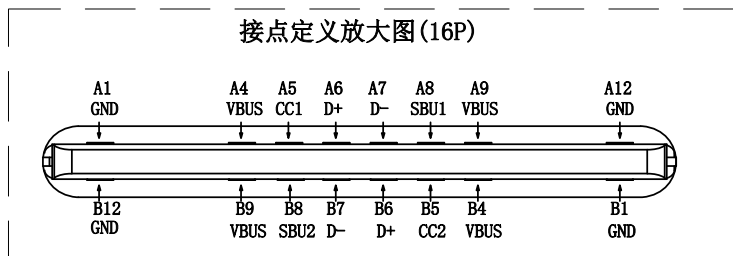 接点定义放大图(16P)
A1 A4 A5 A6 A7 A8 A9 A12
GND VBUS CC1 D+ D- SBU1 VBUS GND
B12 B9 B8 B7 B6 B5 B4 B1
GND VBUS SBU2 D- D+ CC2 VBUS GND